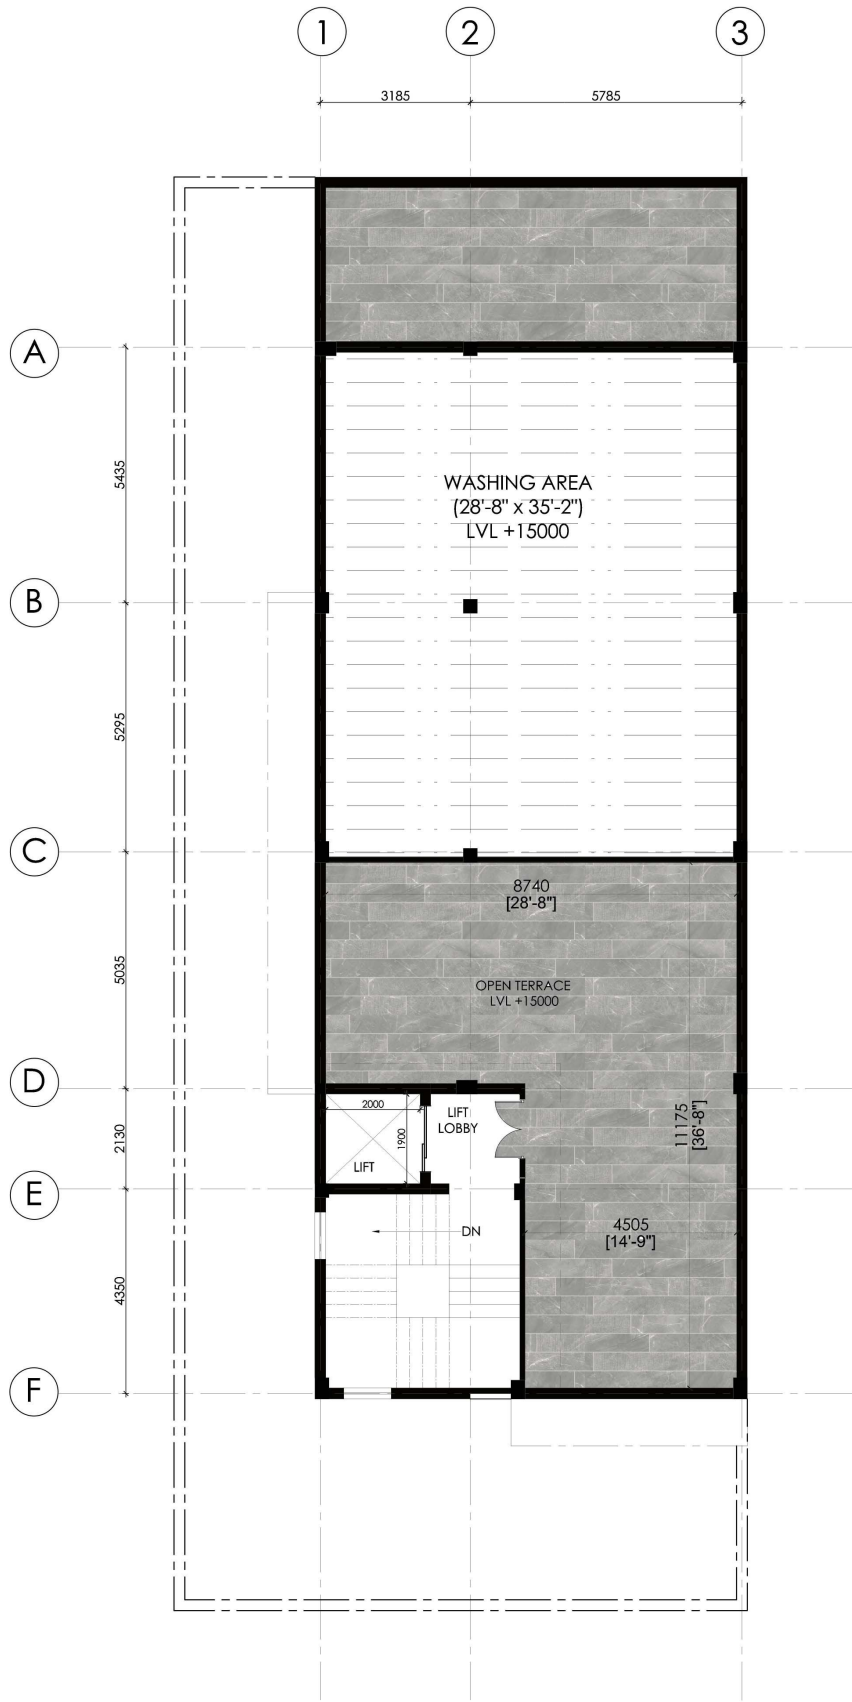 1
2
3
3185
5785
A
5435
WASHING AREA
(28'-8" x 35'-2")
LVL +15000
B
5295
C
8740
[28'-8"]
5035
OPEN TERRACE
LVL +15000
D
2000
LIFT
LOBBY
11175
[36'-8"]
2130
1900
LIFT
E
DN
4505
[14'-9"]
4350
F